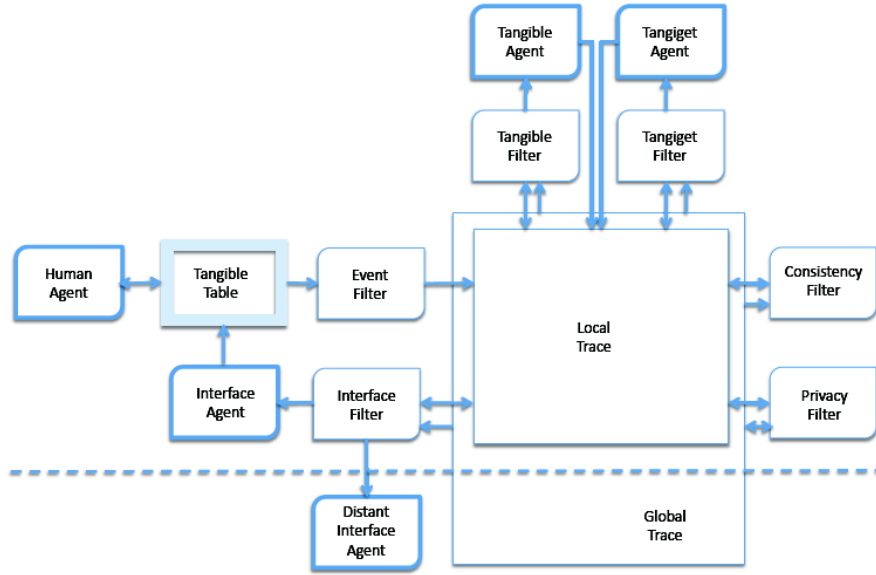 Tangible
Agent
Tangiget
Agent
Tangible
Filter
Tangiget
Filter
Human
Agent
Tangible
Table
Event
Filter
Consistency
Filter
Local
Trace
Interface
Agent
Interface
Filter
Privacy
Filter
Distant
Interface
Agent
Global
Trace